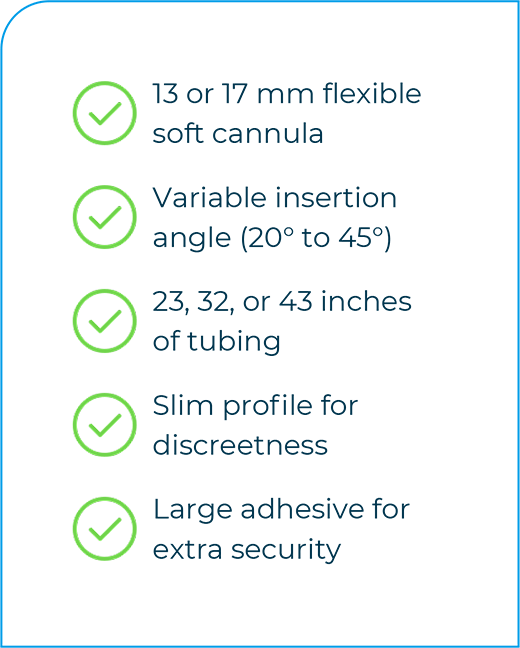 13 or 17 mm flexible
soft cannula
Variable insertion
angle (20° to 45°)
23, 32, or 43 inches
of tubing
Slim profile for
discreetness
Large adhesive for
extra security